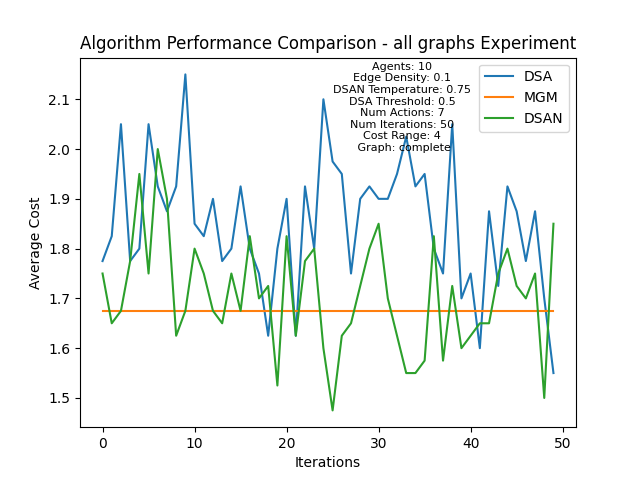 Algorithm Performance Comparison - all graphs Experiment
Agents: 10
Edge Density: 0.1
DSAN Temperature: 0.75
DSA Threshold: 0.5
Num Actions: 7
Num Iterations: 50
Cost Range: 4
Graph: complete
DSA
MGM
DSAN
Average Cost
2.1
2.0
1.9
1.8
1.7
1.6
1.5
0
10
20
30
40
50
Iterations